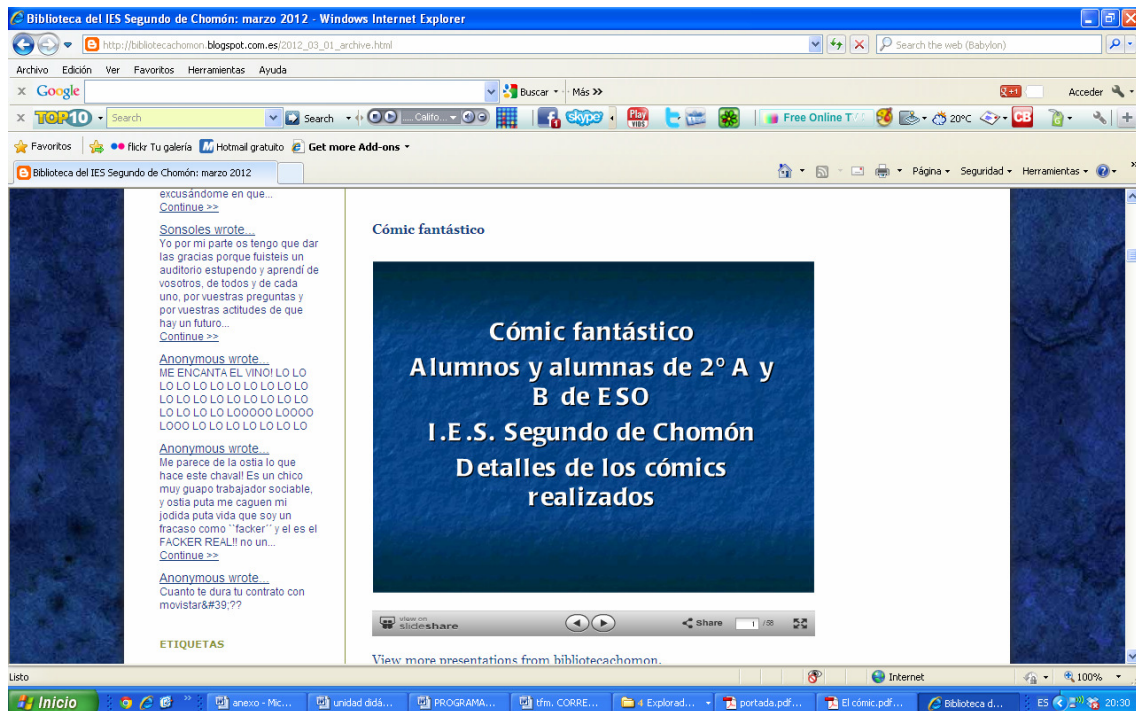 Biblioteca del IES Segundo de Chomón: marzo 2012 - Windows Internet Explorer
http://bibliotecachomon.blogspot.com.es/2012_03_01_archive.html
Search the web (Babylon)
Archivo Edición Ver Favoritos Herramientas Ayuda
x Google Buscar Más >> +1 Acceder
x TOP10 Search Search .... Califo... skype Play VIDS Free Online T 20°C CB
Favoritos flickr Tu galería Hotmail gratuito Get more Add-ons
Biblioteca del IES Segundo de Chomón: marzo 2012 Página Seguridad Herramientas
excusándome en que...
Continue >>
Sonsoles wrote...
Yo por mi parte os tengo que dar
las gracias porque fuisteis un
auditorio estupendo y aprendí de
vosotros, de todos y de cada
uno, por vuestras preguntas y
por vuestras actitudes de que
hay un futuro...
Continue >>
Anonymous wrote...
ME ENCANTA EL VINO! LO LO
LO LO LO LO LO LO LO LO LO
LO LO LO LO LO LO LO LO LO
LO LO LO LO LOOOOO LOOOO
LOOO LO LO LO LO LO LO LO
Anonymous wrote...
Me parece de la ostia lo que
hace este chaval! Es un chico
muy guapo trabajador sociable,
y ostia puta me caguen mi
jodida puta vida que soy un
fracaso como ``facker´´ y el es el
FACKER REAL!! no un...
Continue >>
Anonymous wrote...
Cuanto te dura tu contrato con
movistar&#39;??
ETIQUETAS
Cómic fantástico
Cómic fantástico
Alumnos y alumnas de 2º A y
B de ESO
I.E.S. Segundo de Chomón
Detalles de los cómics
realizados
view on
slideshare
Share 1 /58
View more presentations from bibliotecachomon.
Listo Internet 100%
Inicio anexo - Mic... unidad didá... PROGRAMA... tfm. CORRE... 4 Explorad... portada.pdf... El cómic.pdf... Biblioteca d... ES 20:30